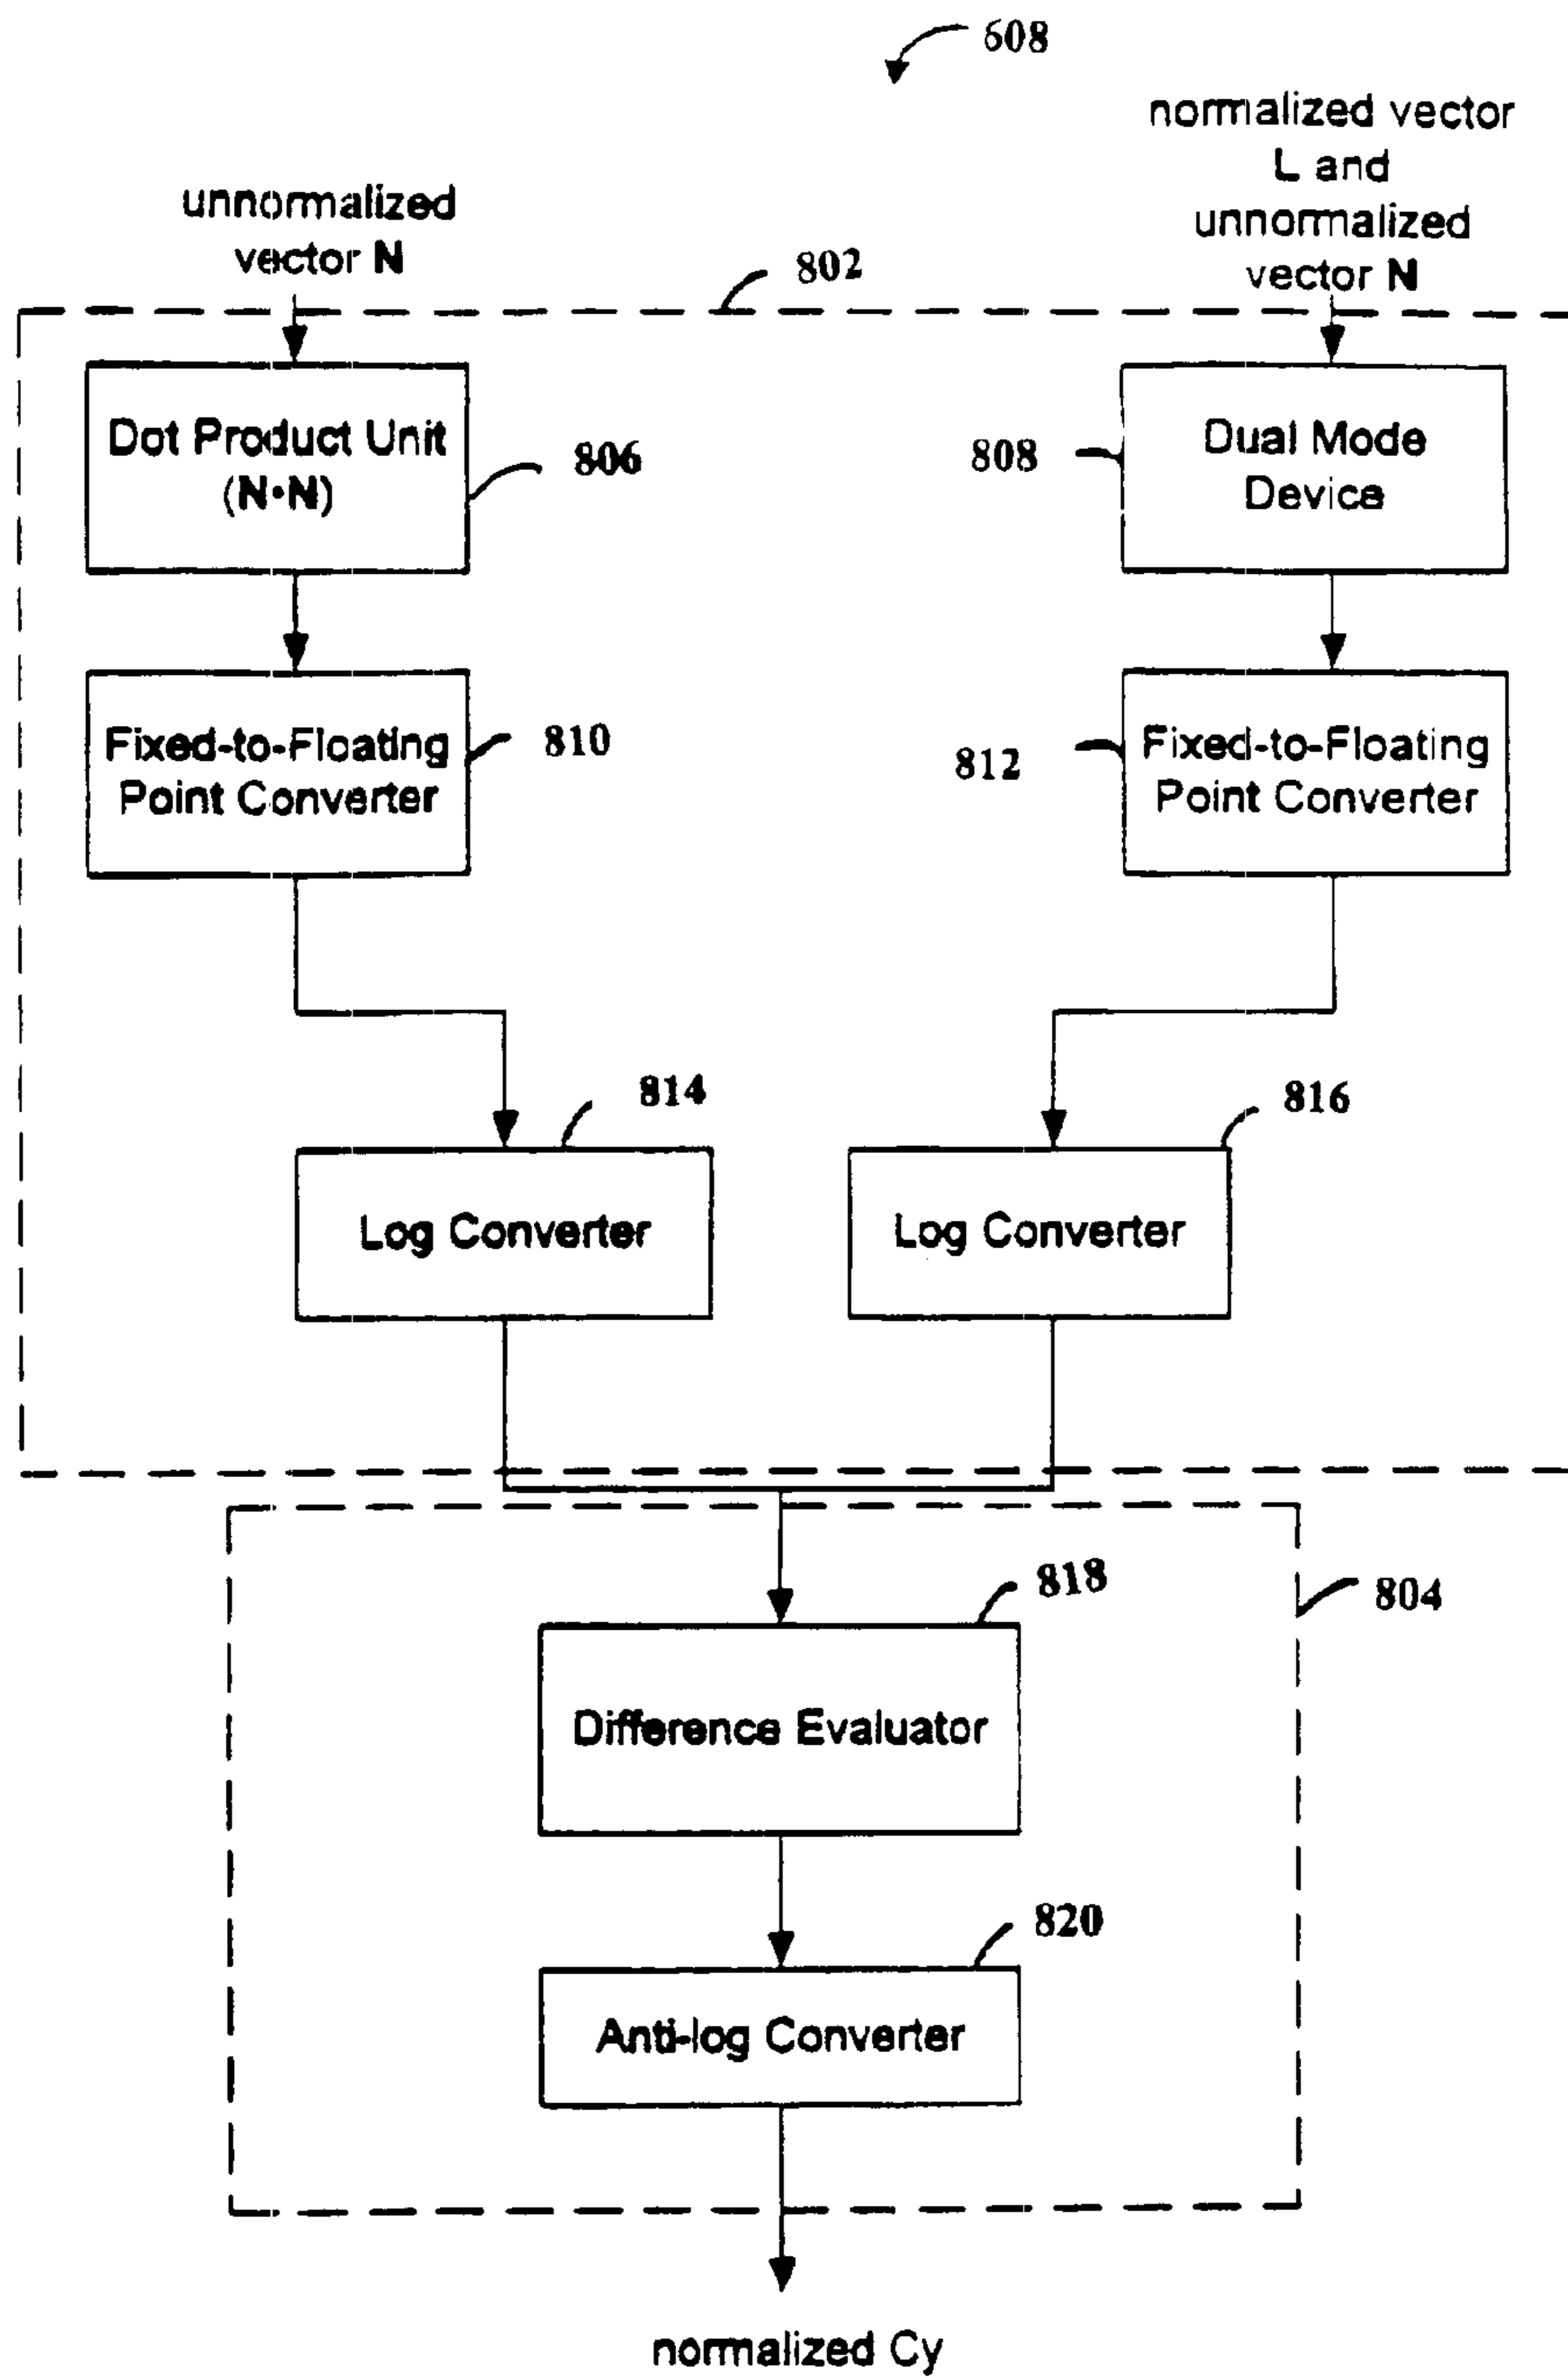 608
normalized vector
L and
unnormalized
vector N
unnormalized
vector N
802
Dot Product Unit
(N•N)
806
808
Dual Mode
Device
Fixed-to-Floating
Point Converter
810
812
Fixed-to-Floating
Point Converter
814
816
Log Converter
Log Converter
818
804
Difference Evaluator
820
Anti-log Converter
normalized Cy